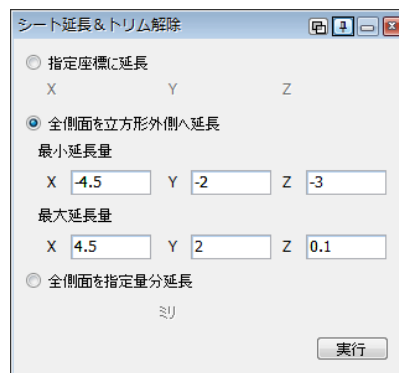 シート延長＆トリム解除
指定座標に延長
X Y Z
全側面を立方形外側へ延長
最小延長量
X -4.5 Y -2 Z -3
最大延長量
X 4.5 Y 2 Z 0.1
全側面を指定量分延長
ミリ
実行